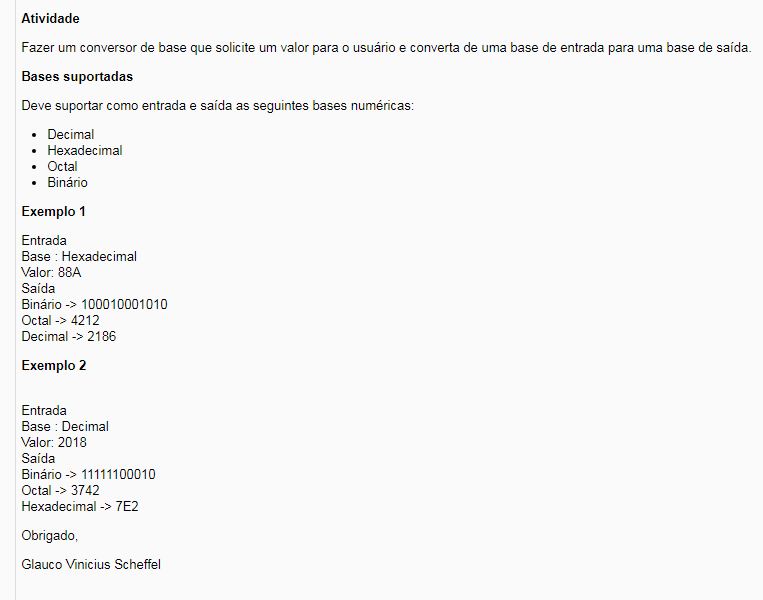 Atividade
Fazer um conversor de base que solicite um valor para o usuário e converta de uma base de entrada para uma base de saída.
Bases suportadas
Deve suportar como entrada e saída as seguintes bases numéricas:
• Decimal
• Hexadecimal
• Octal
• Binário
Exemplo 1
Entrada
Base : Hexadecimal
Valor: 88A
Saída
Binário -> 100010001010
Octal -> 4212
Decimal -> 2186
Exemplo 2
Entrada
Base : Decimal
Valor: 2018
Saída
Binário -> 11111100010
Octal -> 3742
Hexadecimal -> 7E2
Obrigado,
Glauco Vinicius Scheffel